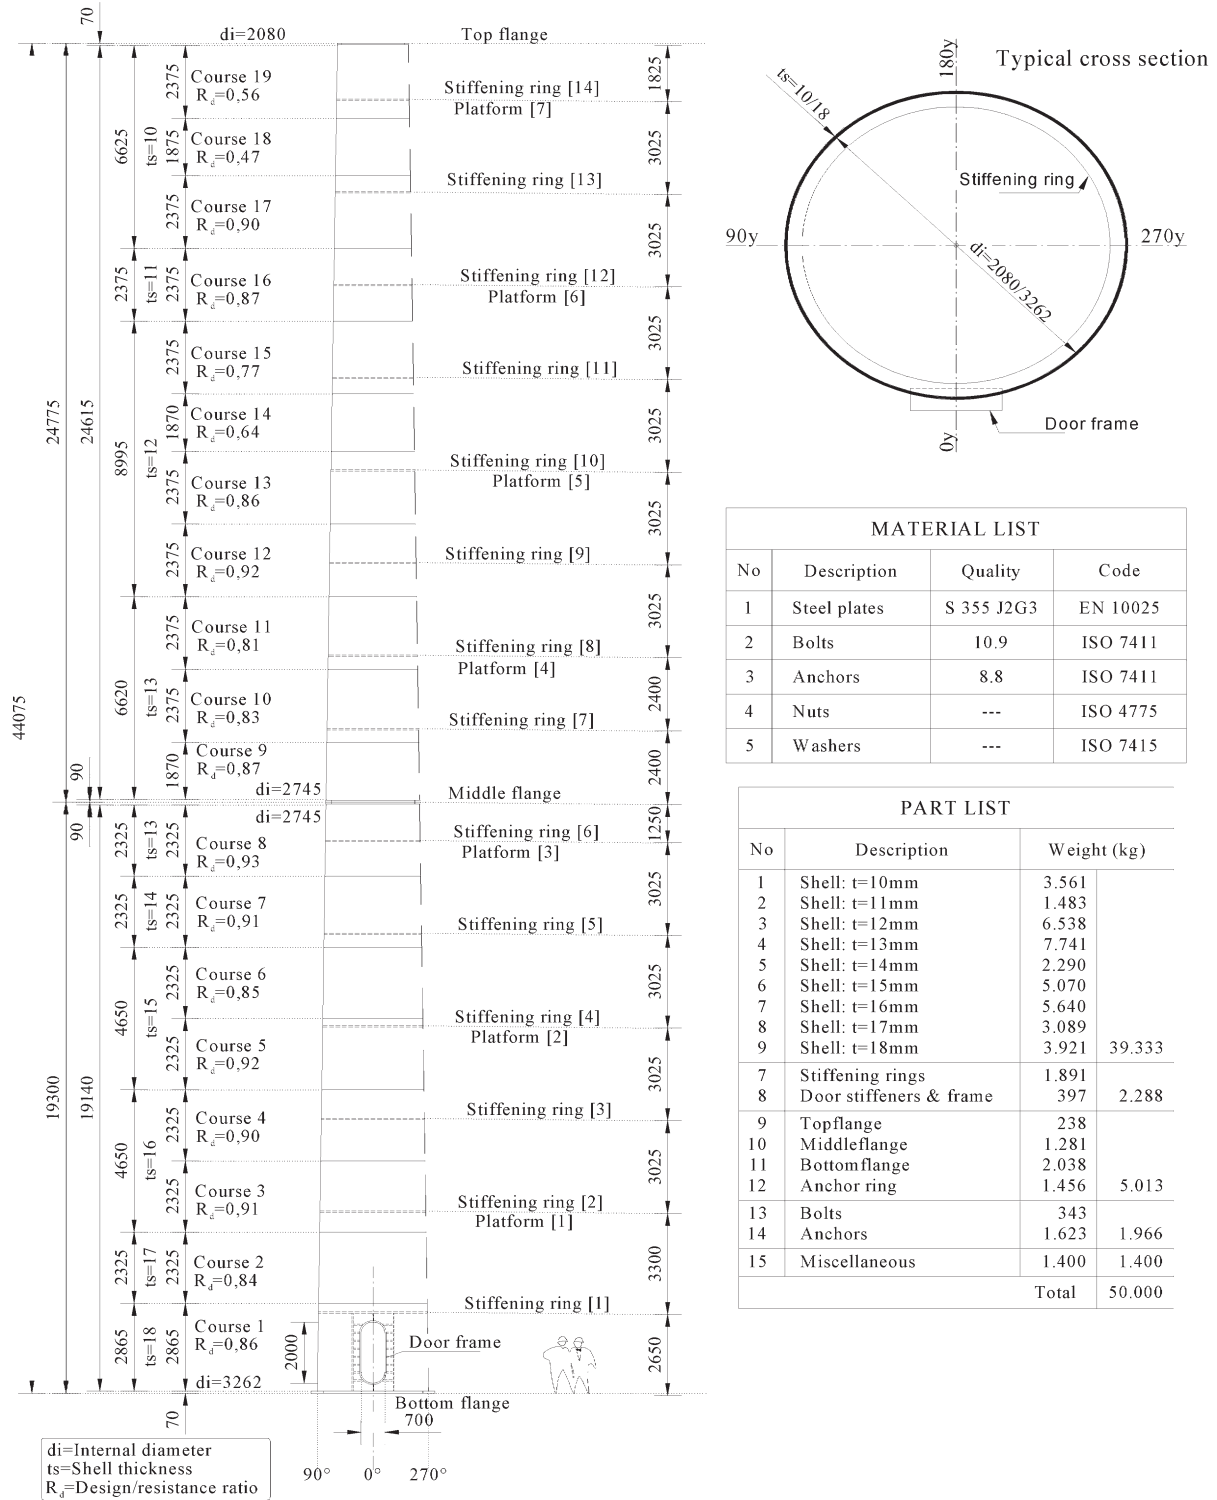 70
di=2080
Top flange
Typical cross section
180y
ts=10/18
Stiffening ring
90y
270y
di=2080/3262
Door frame
0y
2375
Course 19
Rd=0,56
Stiffening ring [14]
Platform [7]
1825
6625
ts=10
1875
Course 18
Rd=0,47
3025
Stiffening ring [13]
2375
Course 17
Rd=0,90
3025
2375
ts=11
2375
Course 16
Rd=0,87
Stiffening ring [12]
Platform [6]
3025
2375
Course 15
Rd=0,77
Stiffening ring [11]
24775
24615
8995
ts=12
1870
Course 14
Rd=0,64
3025
Stiffening ring [10]
Platform [5]
2375
Course 13
Rd=0,86
3025
2375
Course 12
Rd=0,92
Stiffening ring [9]
3025
2375
Course 11
Rd=0,81
Stiffening ring [8]
Platform [4]
44075
6620
ts=13
2375
Course 10
Rd=0,83
2400
Stiffening ring [7]
1870
Course 9
Rd=0,87
2400
90
di=2745
Middle flange
90
di=2745
2325
ts=13
2325
Course 8
Rd=0,93
Stiffening ring [6]
Platform [3]
1250
2325
ts=14
2325
Course 7
Rd=0,91
3025
Stiffening ring [5]
4650
ts=15
2325
Course 6
Rd=0,85
3025
Stiffening ring [4]
Platform [2]
2325
Course 5
Rd=0,92
3025
19300
19140
Stiffening ring [3]
4650
ts=16
2325
Course 4
Rd=0,90
3025
2325
Course 3
Rd=0,91
Stiffening ring [2]
Platform [1]
2325
ts=17
2325
Course 2
Rd=0,84
3300
Stiffening ring [1]
2865
ts=18
2865
Course 1
Rd=0,86
2000
Door frame
2650
di=3262
Bottom flange
70
700
90°
0°
270°
di=Internal diameter
ts=Shell thickness
Rd=Design/resistance ratio
MATERIAL LIST
No Description Quality Code
1 Steel plates S 355 J2G3 EN 10025
2 Bolts 10.9 ISO 7411
3 Anchors 8.8 ISO 7411
4 Nuts --- ISO 4775
5 Washers --- ISO 7415
PART LIST
No Description Weight (kg)
1 Shell: t=10mm 3.561
2 Shell: t=11mm 1.483
3 Shell: t=12mm 6.538
4 Shell: t=13mm 7.741
5 Shell: t=14mm 2.290
6 Shell: t=15mm 5.070
7 Shell: t=16mm 5.640
8 Shell: t=17mm 3.089
9 Shell: t=18mm 3.921 39.333
7 Stiffening rings 1.891
8 Door stiffeners & frame 397 2.288
9 Topflange 238
10 Middleflange 1.281
11 Bottomflange 2.038
12 Anchor ring 1.456 5.013
13 Bolts 343
14 Anchors 1.623 1.966
15 Miscellaneous 1.400 1.400
Total 50.000